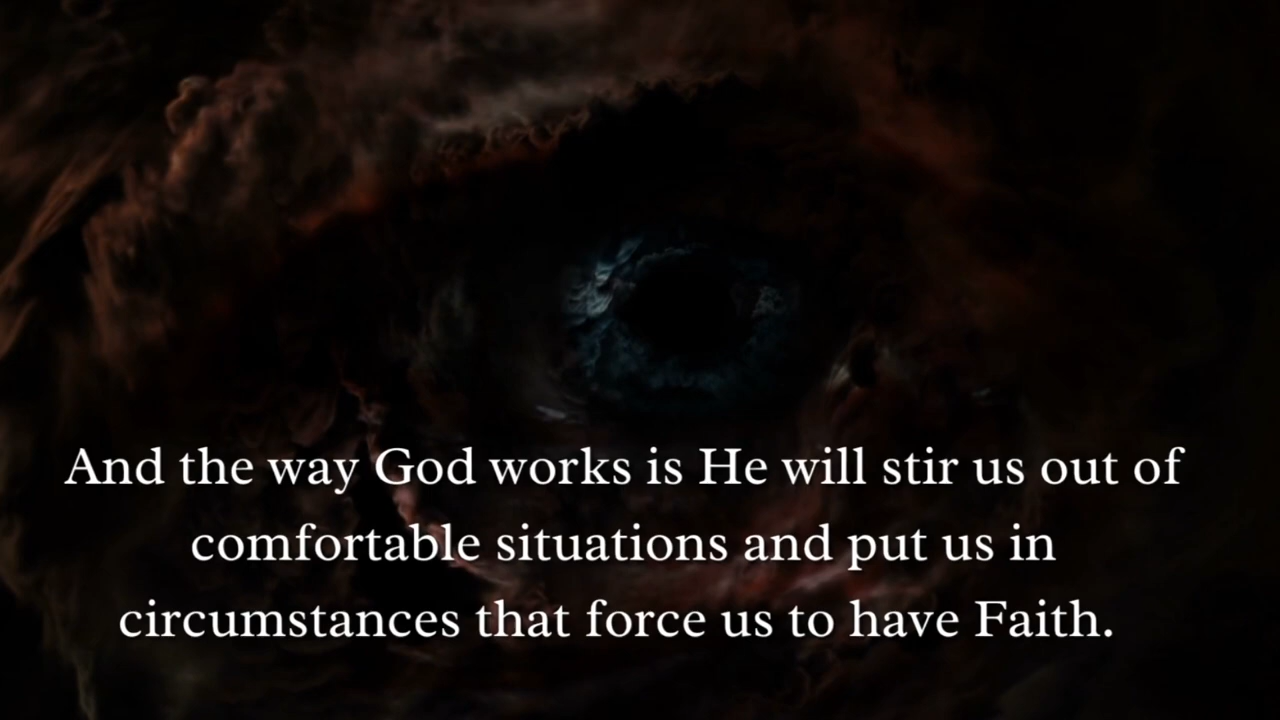 And the way God works is He will stir us out of
comfortable situations and put us in
circumstances that force us to have Faith.